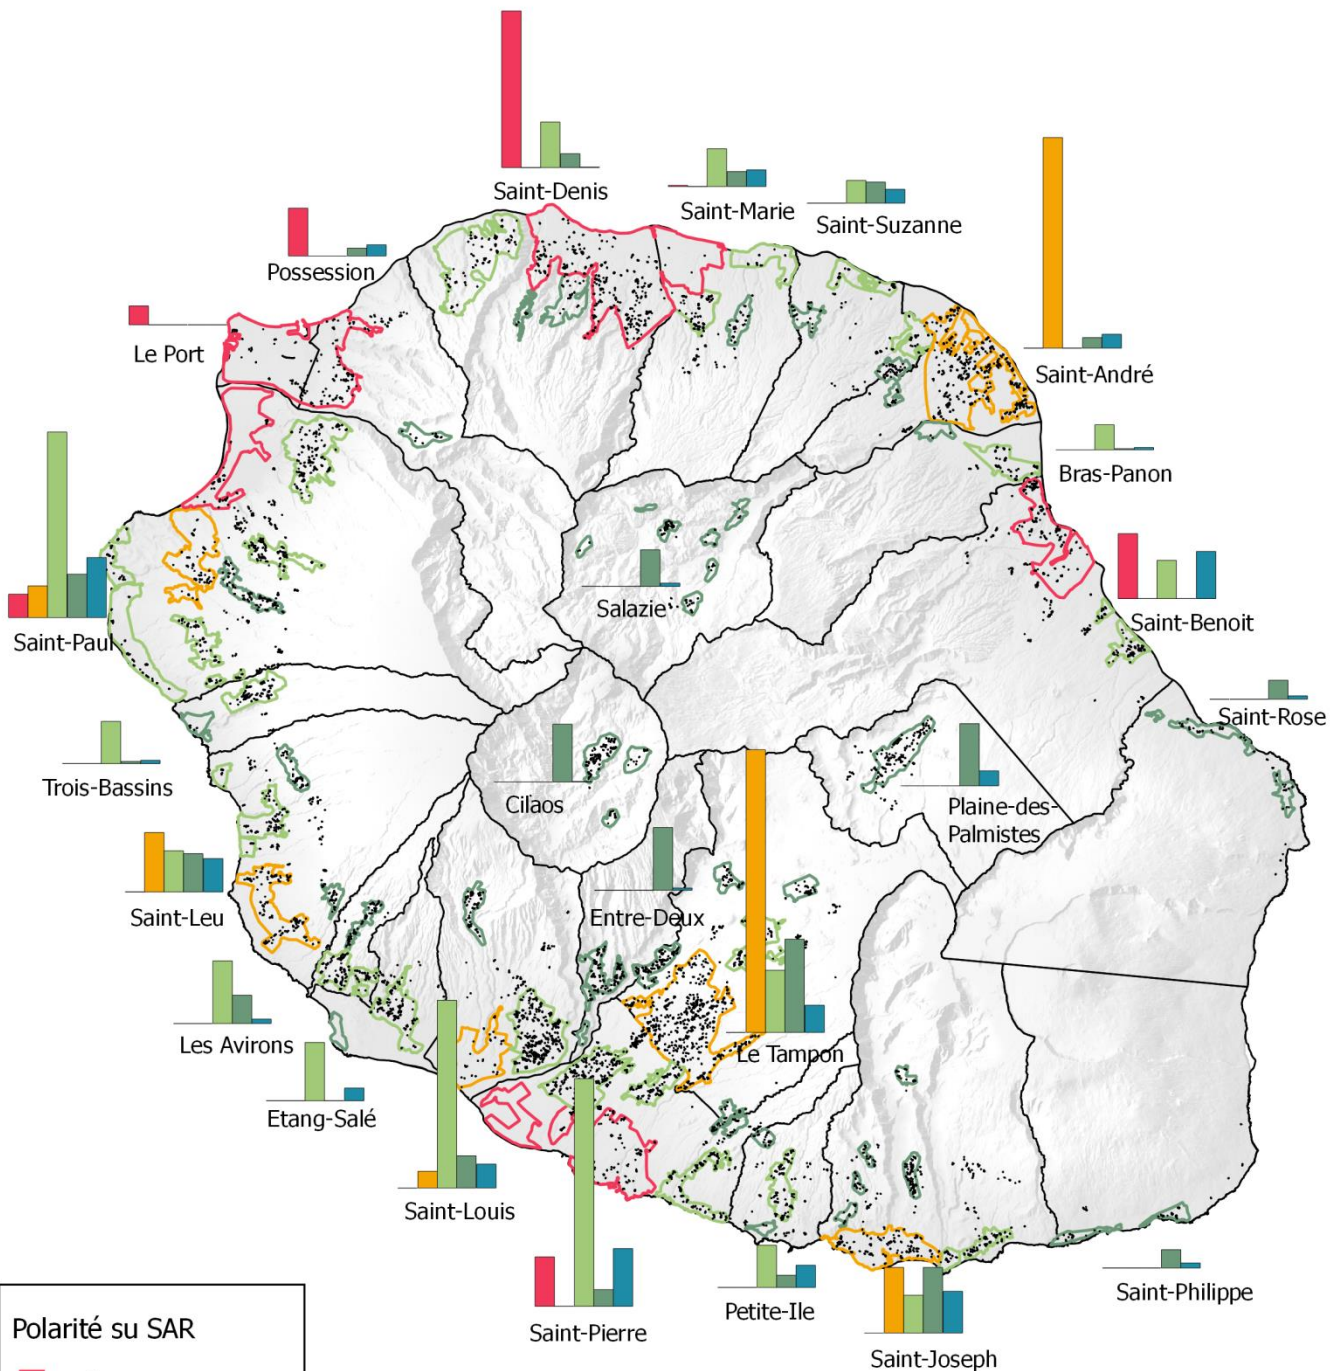 Saint-Denis
Saint-Marie
Saint-Suzanne
Possession
Le Port
Saint-André
Bras-Panon
Saint-Paul
Salazie
Saint-Benoit
Saint-Rose
Trois-Bassins
Cilaos
Plaine-des-
Palmistes
Saint-Leu
Entre-Deux
Les Avirons
Le Tampon
Etang-Salé
Saint-Louis
Saint-Pierre
Petite-Ile
Saint-Philippe
Saint-Joseph
Polarité su SAR